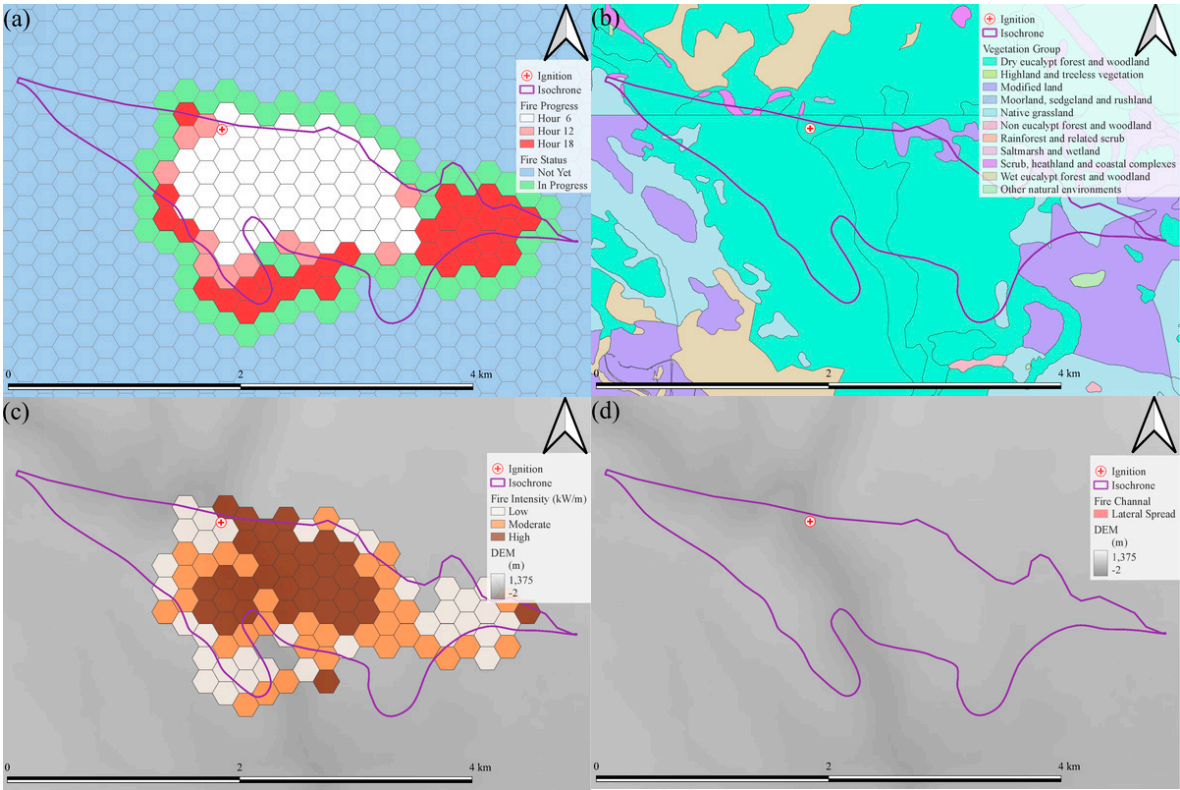 (a)
Ignition
Isochrone
Fire Progress
Hour 6
Hour 12
Hour 18
Fire Status
Not Yet
In Progress
0 2 4 km
(b)
Ignition
Isochrone
Vegetation Group
Dry eucalypt forest and woodland
Highland and treeless vegetation
Modified land
Moorland, sedgeland and rushland
Native grassland
Non eucalypt forest and woodland
Rainforest and related scrub
Saltmarsh and wetland
Scrub, heathland and coastal complexes
Wet eucalypt forest and woodland
Other natural environments
0 2 4 km
(c)
Ignition
Isochrone
Fire Intensity (kW/m)
Low
Moderate
High
DEM
(m)
1,375
-2
0 2 4 km
(d)
Ignition
Isochrone
Fire Channal
Lateral Spread
DEM
(m)
1,375
-2
0 2 4 km